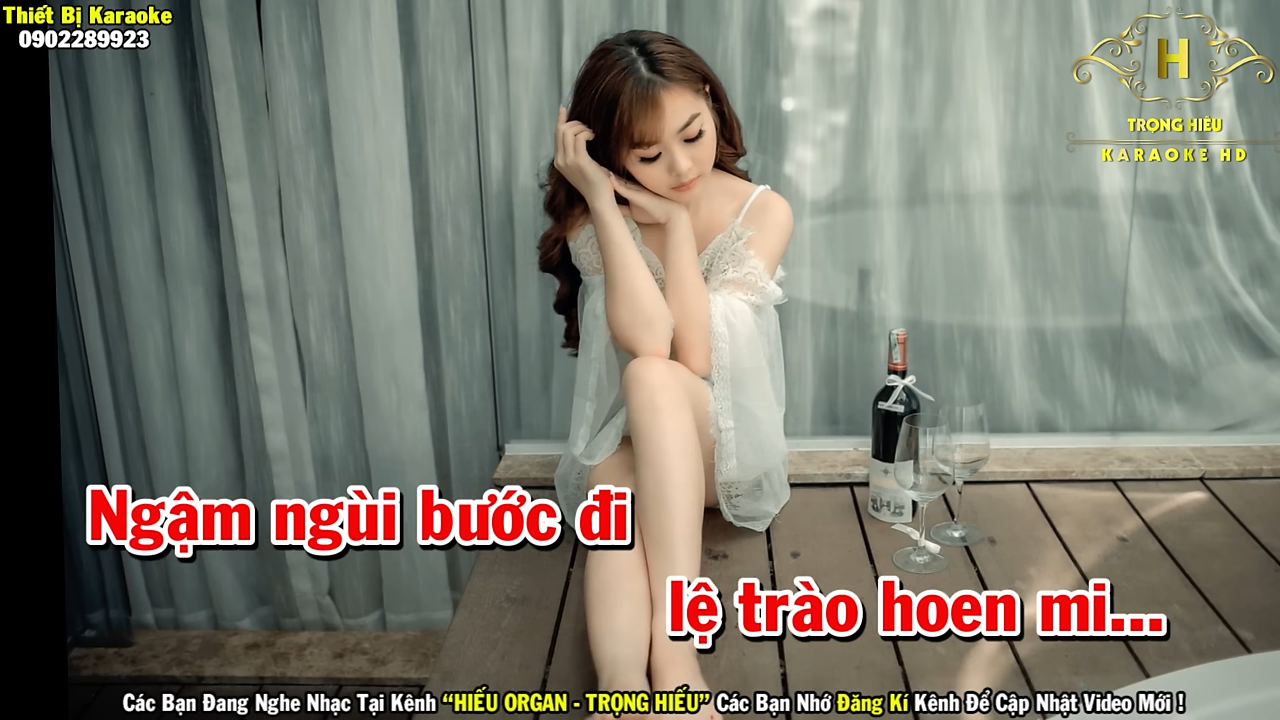 Thiết Bị Karaoke
0902289923
H
TRỌNG HIẾU
KARAOKE HD
Ngậm ngùi bước đi
lệ trào hoen mi...
Các Bạn Đang Nghe Nhạc Tại Kênh “HIẾU ORGAN - TRỌNG HIẾU” Các Bạn Nhớ Đăng Kí Kênh Để Cập Nhật Video Mới !